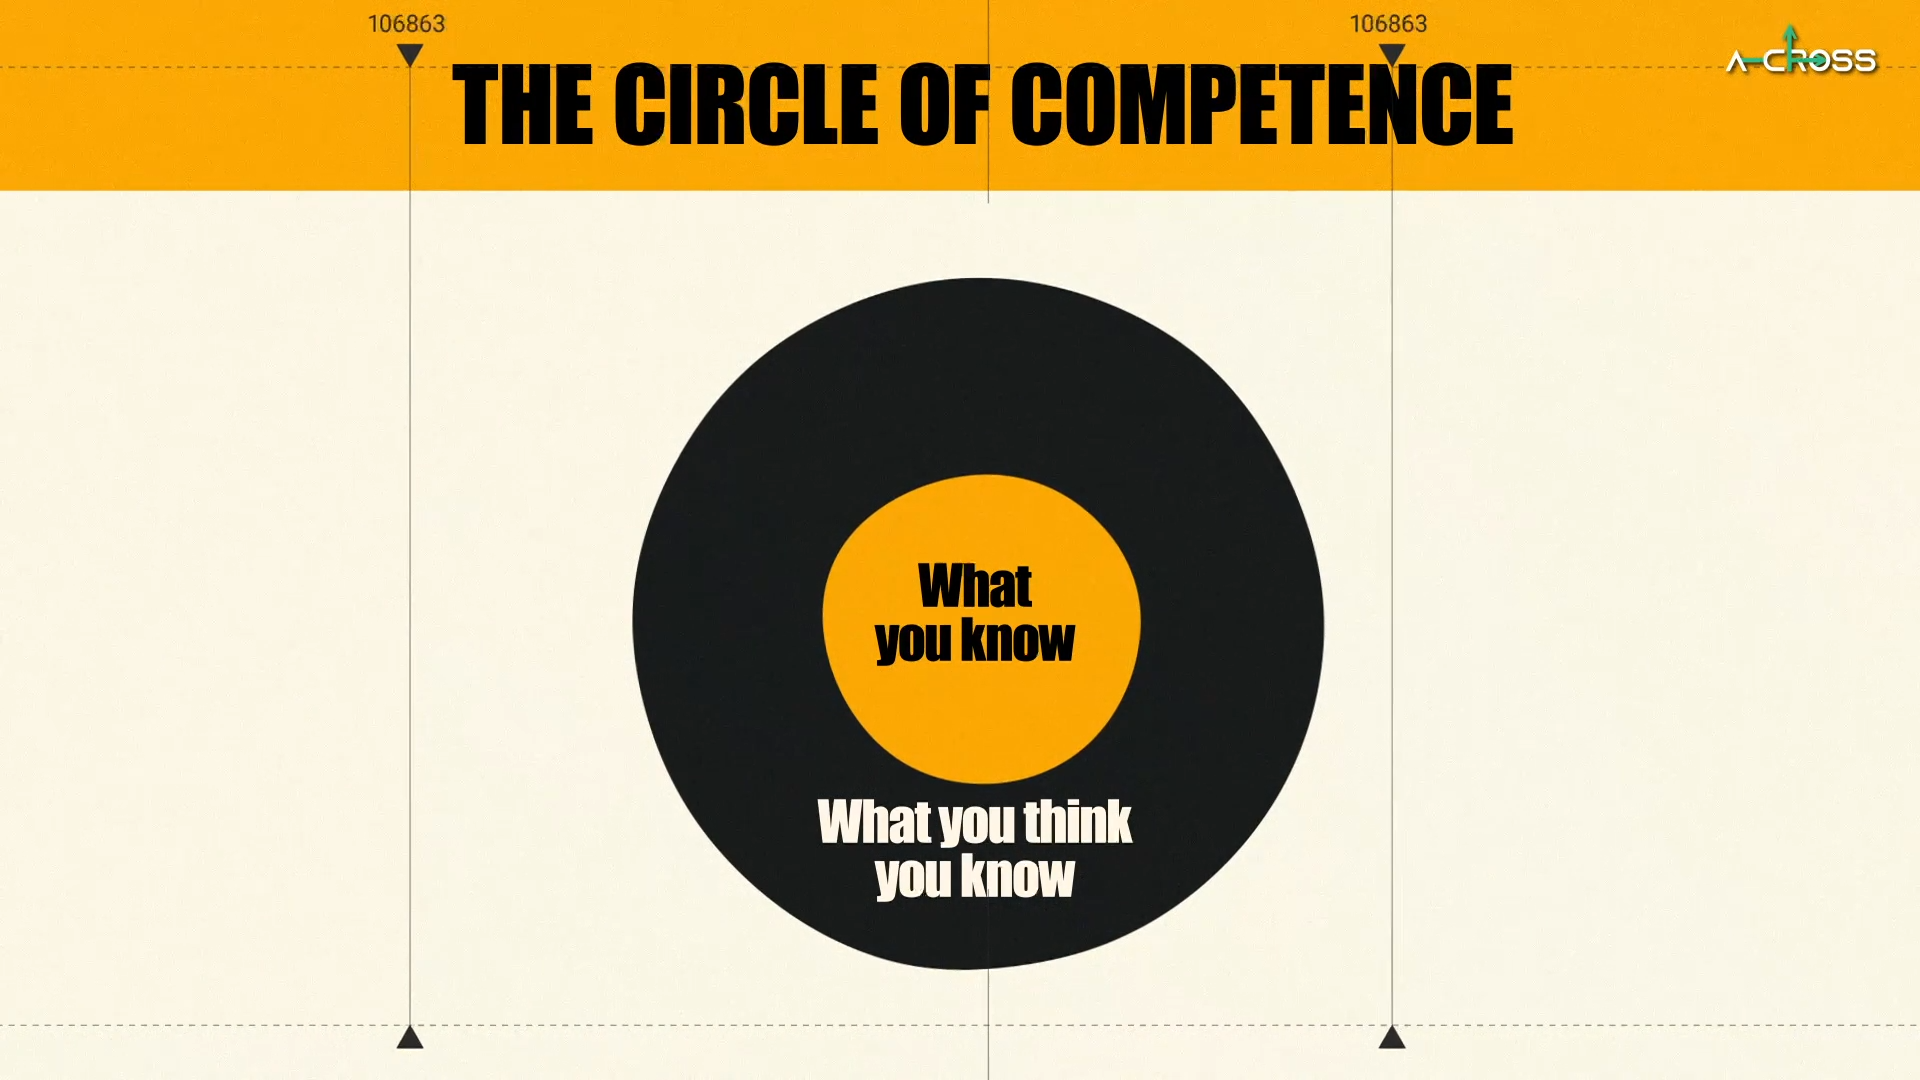 106863
106863
A-CROSS
THE CIRCLE OF COMPETENCE
What
you know
What you think
you know